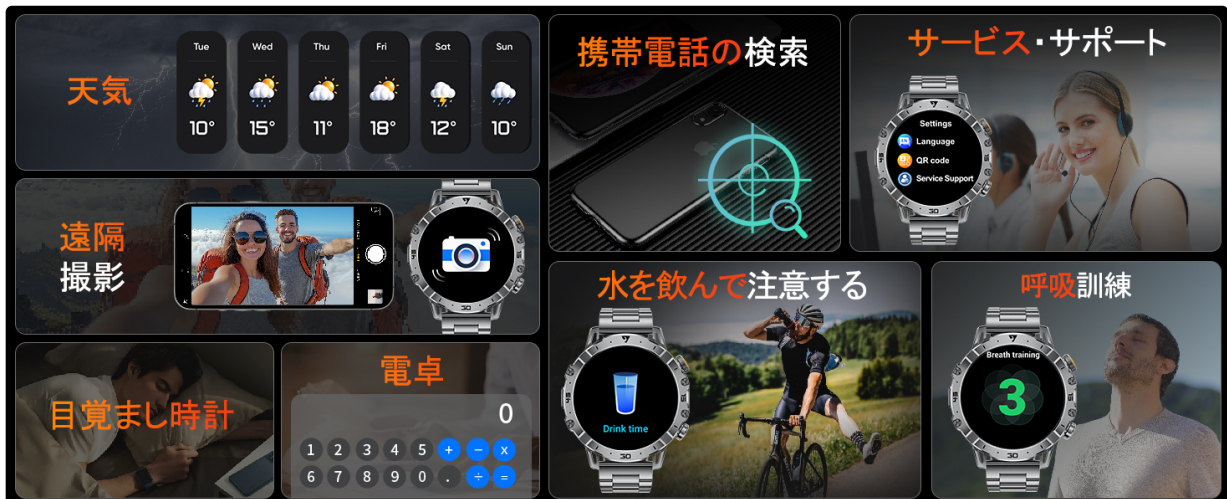 天気
Tue Wed Thu Fri Sat Sun
10° 15° 11° 18° 12° 10°
携帯電話の検索
サービス・サポート
Settings
Language
QR code
Service Support
30
遠隔
撮影
30
目覚まし時計
電卓
0
1 2 3 4 5 + − x
6 7 8 9 0 . ÷ =
水を飲んで注意する
Drink time
30
呼吸訓練
Breath training
3
30